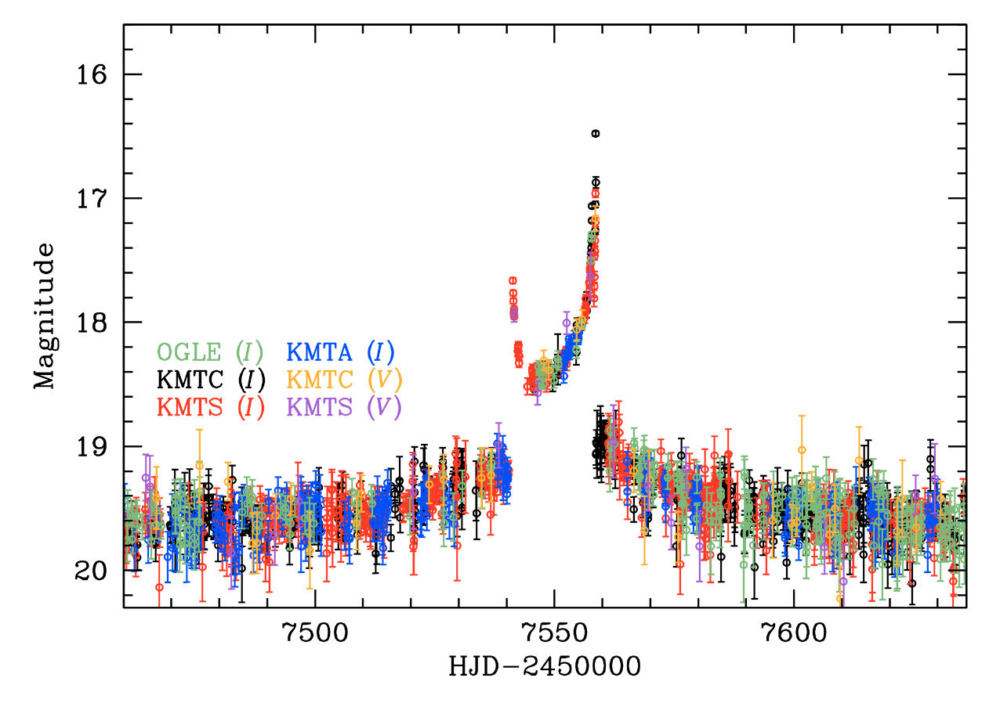 16
17
18
19
20
Magnitude
OGLE (I) KMTA (I)
KMTC (I) KMTC (V)
KMTS (I) KMTS (V)
7500 7550 7600
HJD-2450000